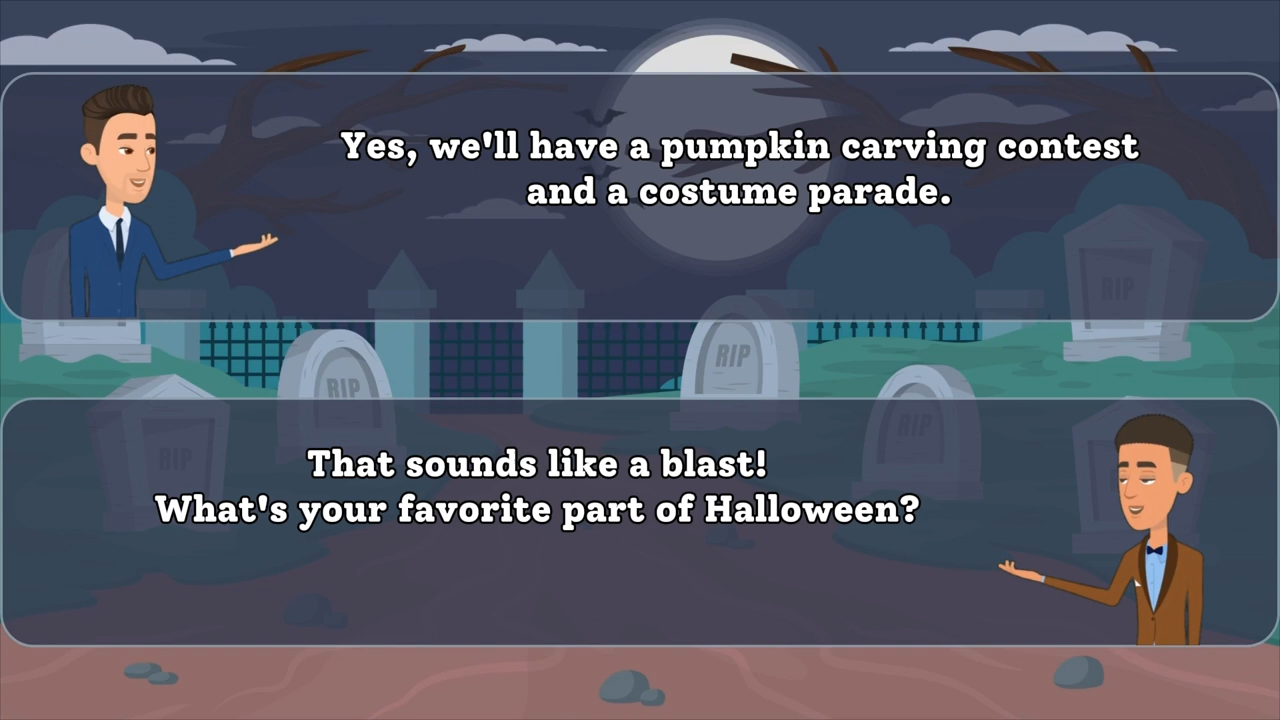 Yes, we'll have a pumpkin carving contest
and a costume parade.
RIP
RIP
RIP
That sounds like a blast!
What's your favorite part of Halloween?
RIP
RIP